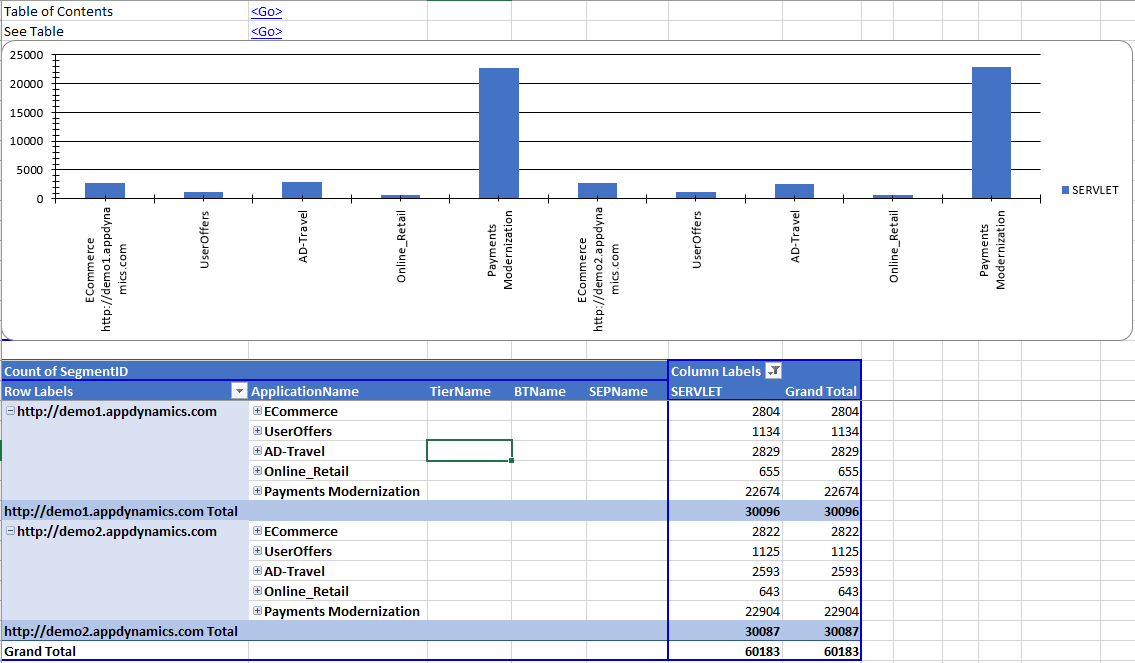 Table of Contents <Go>
See Table <Go>
25000
20000
15000
10000
5000
0
ECommerce
http://demo1.appdyna
mics.com
UserOffers
AD-Travel
Online_Retail
Payments
Modernization
ECommerce
http://demo2.appdyna
mics.com
UserOffers
AD-Travel
Online_Retail
Payments
Modernization
SERVLET
Count of SegmentID Column Labels
Row Labels ApplicationName TierName BTName SEPName SERVLET Grand Total
http://demo1.appdynamics.com ECommerce 2804 2804
UserOffers 1134 1134
AD-Travel 2829 2829
Online_Retail 655 655
Payments Modernization 22674 22674
http://demo1.appdynamics.com Total 30096 30096
http://demo2.appdynamics.com ECommerce 2822 2822
UserOffers 1125 1125
AD-Travel 2593 2593
Online_Retail 643 643
Payments Modernization 22904 22904
http://demo2.appdynamics.com Total 30087 30087
Grand Total 60183 60183